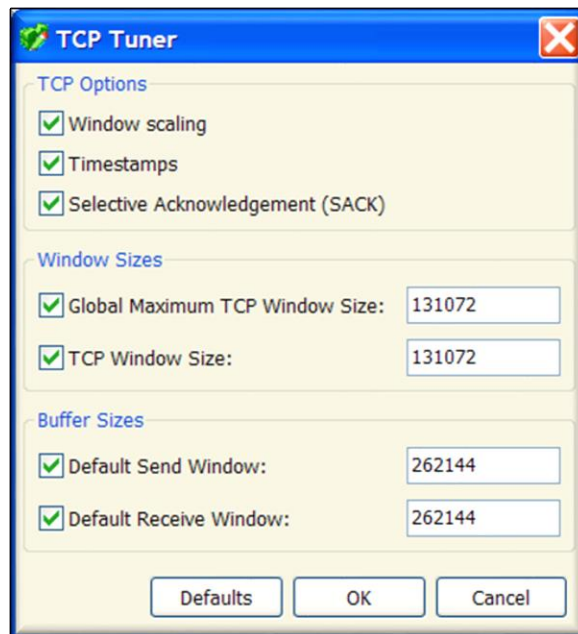 TCP Tuner
TCP Options
Window scaling
Timestamps
Selective Acknowledgement (SACK)
Window Sizes
Global Maximum TCP Window Size: 131072
TCP Window Size: 131072
Buffer Sizes
Default Send Window: 262144
Default Receive Window: 262144
Defaults OK Cancel